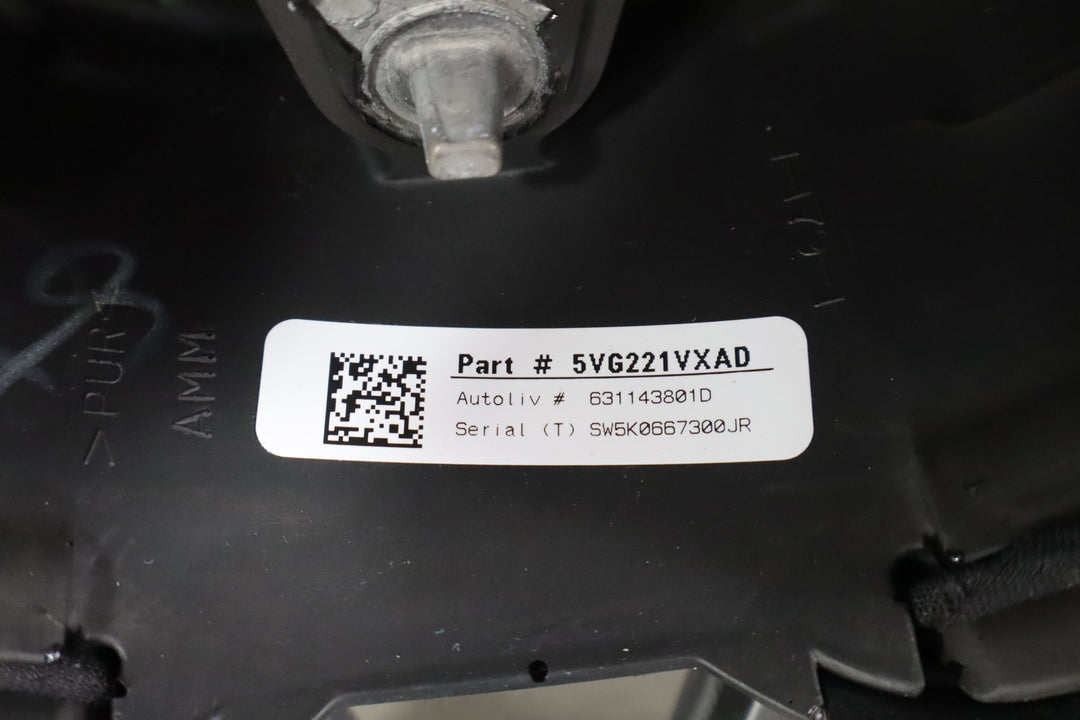 Part # 5VG221VXAD
Autoliv # 631143801D
Serial (T) SW5K0667300JR
>PUR<
AMM